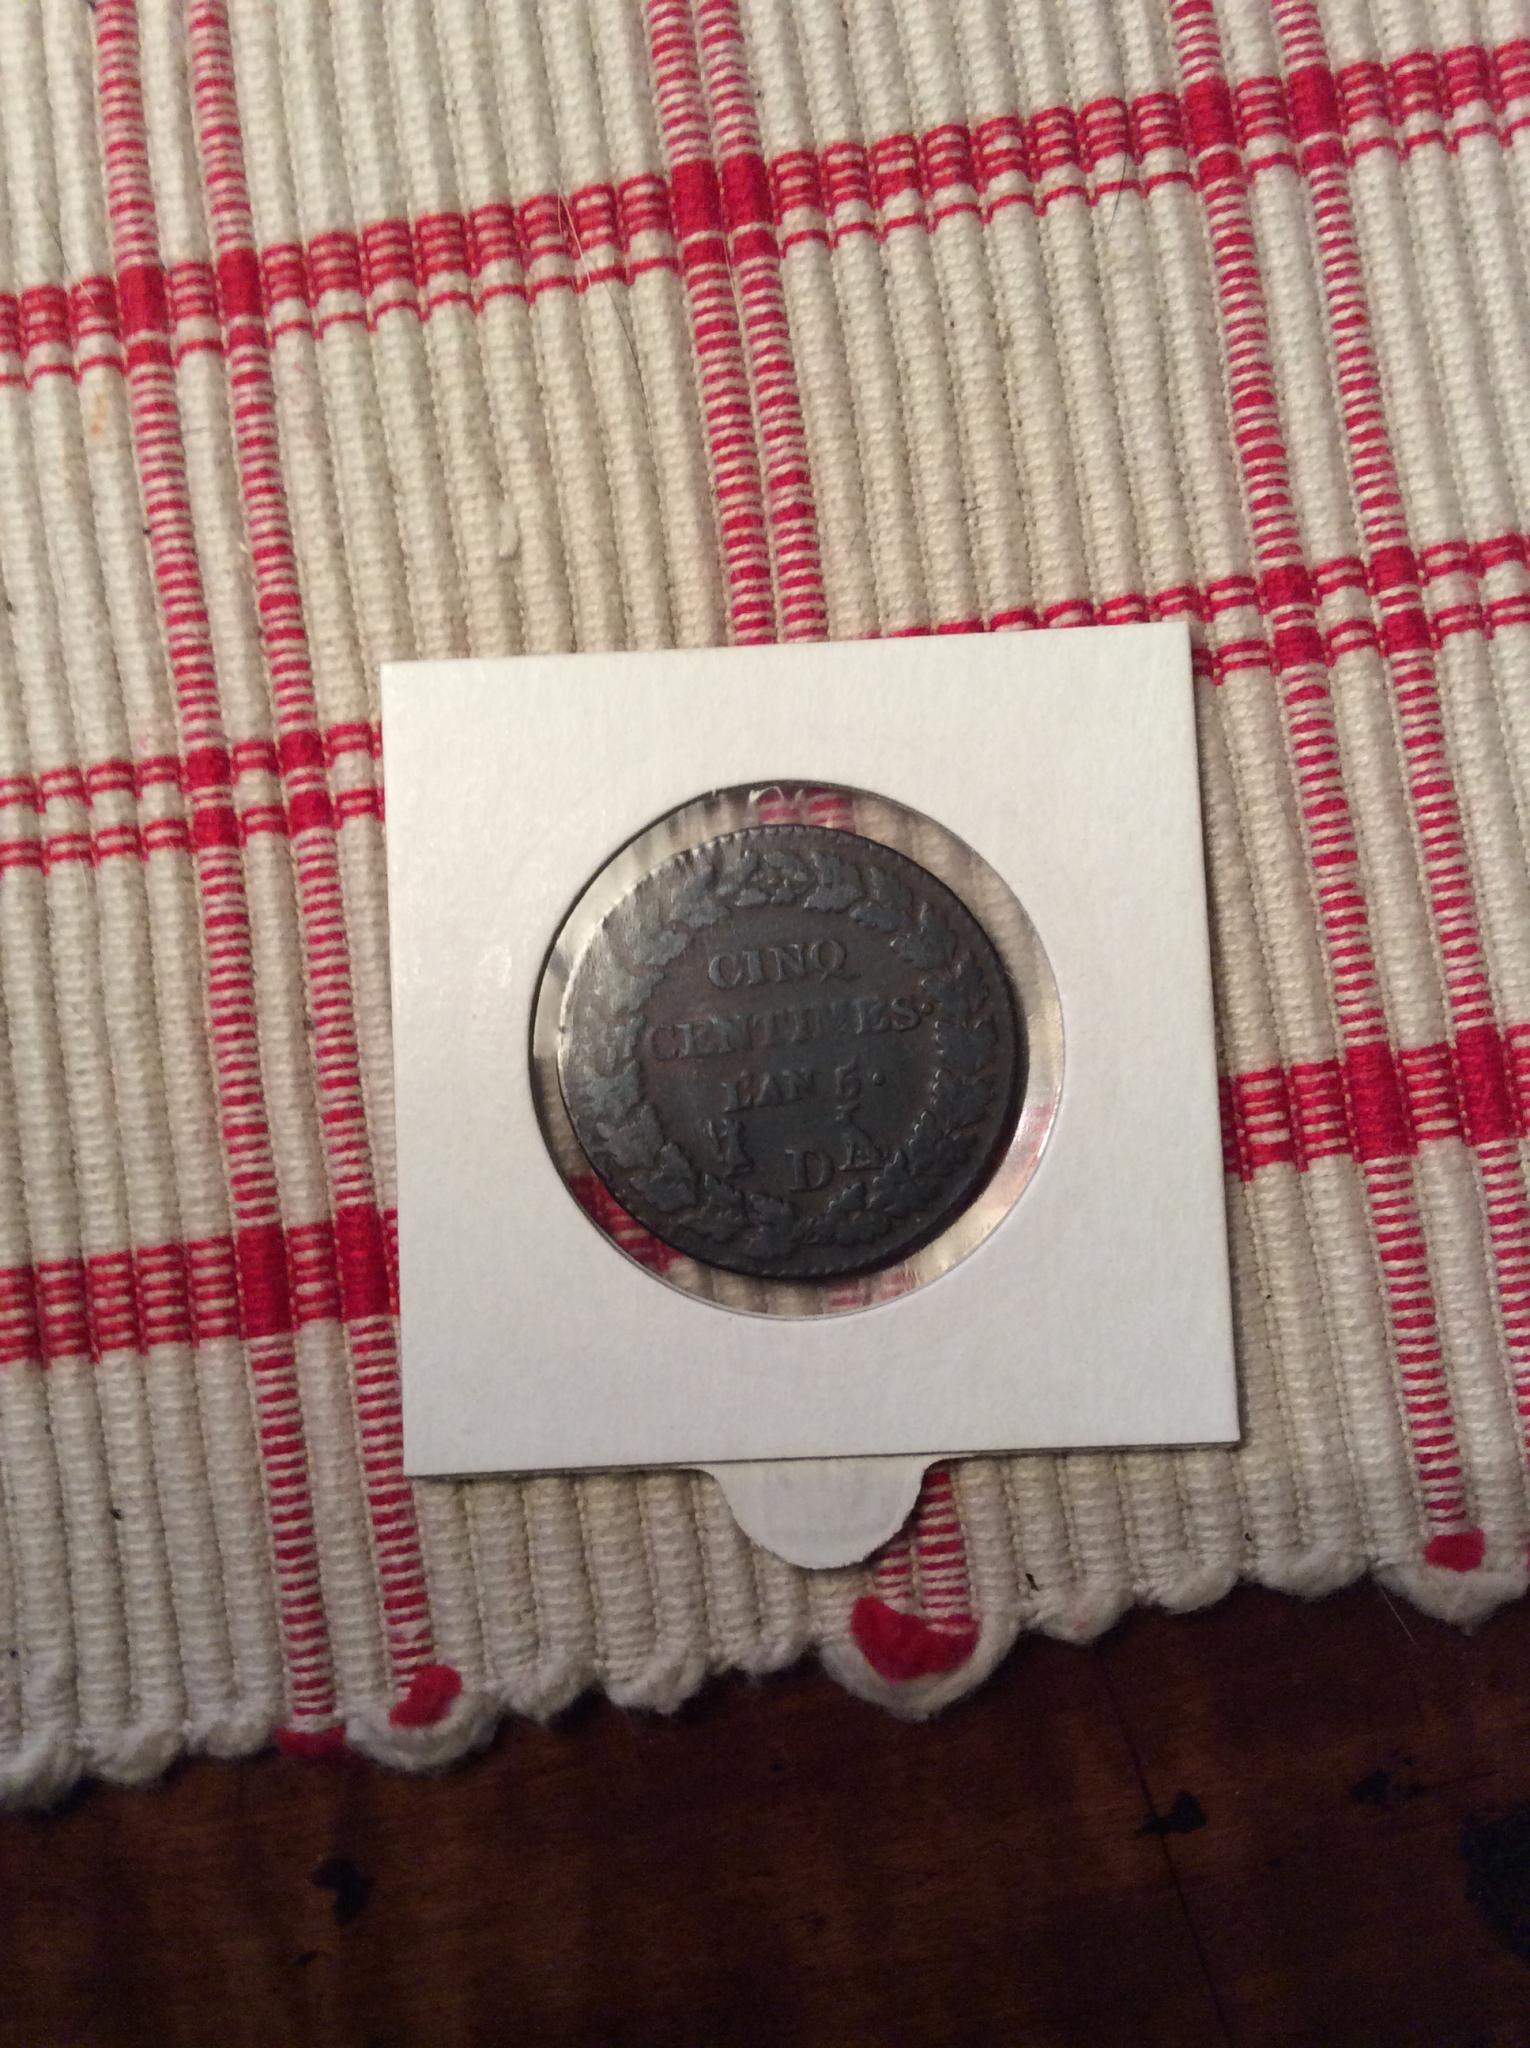 CINQ
CENTIMES.
L'AN 5.
D